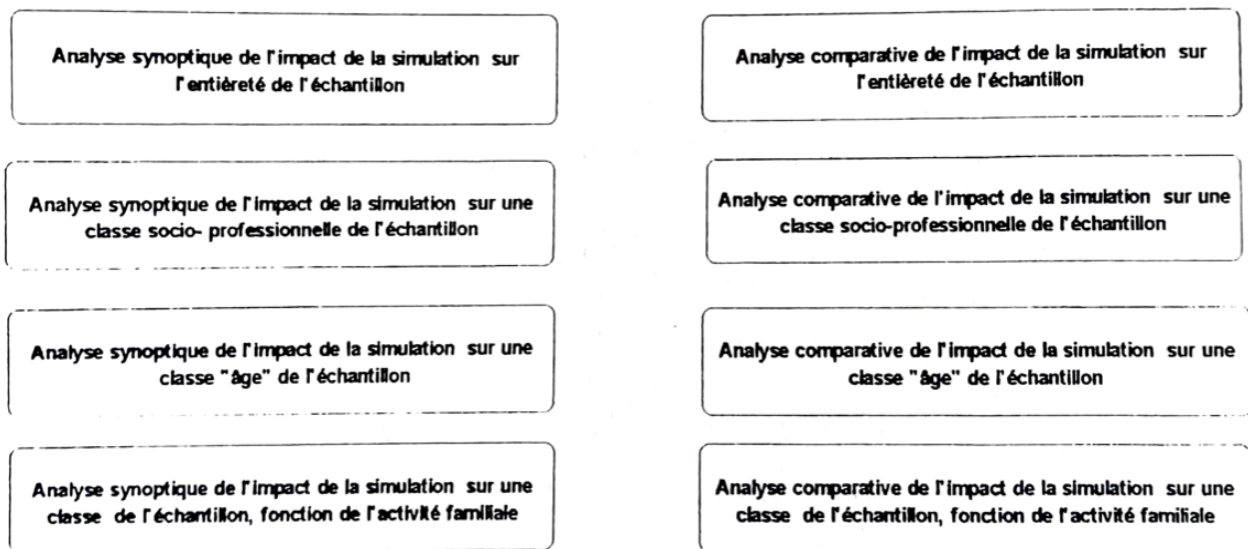 Analyse synoptique de l'impact de la simulation sur
l'entièreté de l'échantillon
Analyse comparative de l'impact de la simulation sur
l'entièreté de l'échantillon
Analyse synoptique de l'impact de la simulation sur une
classe socio- professionnelle de l'échantillon
Analyse comparative de l'impact de la simulation sur une
classe socio-professionnelle de l'échantillon
Analyse synoptique de l'impact de la simulation sur une
classe "âge" de l'échantillon
Analyse comparative de l'impact de la simulation sur une
classe "âge" de l'échantillon
Analyse synoptique de l'impact de la simulation sur une
classe de l'échantillon, fonction de l'activité familiale
Analyse comparative de l'impact de la simulation sur une
classe de l'échantillon, fonction de l'activité familiale